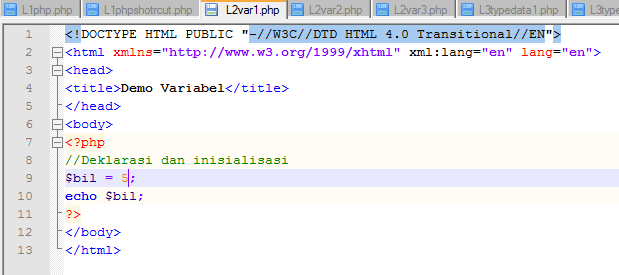 L1php.php L1phpshotrcut.php L2var1.php L2var2.php L2var3.php L3typedata1.php L3type
1 <!DOCTYPE HTML PUBLIC "-//W3C//DTD HTML 4.0 Transitional//EN">
2 <html xmlns="http://www.w3.org/1999/xhtml" xml:lang="en" lang="en">
3 <head>
4 <title>Demo Variabel</title>
5 </head>
6 <body>
7 <?php
8 //Deklarasi dan inisialisasi
9 $bil = 5;
10 echo $bil;
11 ?>
12 </body>
13 </html>